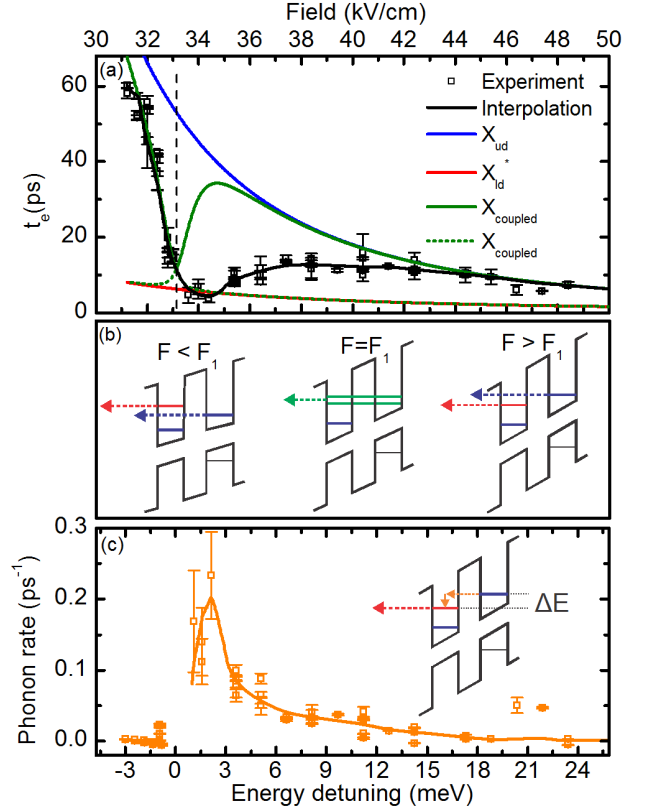 Field (kV/cm)
30 32 34 36 38 40 42 44 46 48 50
(a)
60
40
20
0
t_e(ps)
Experiment
Interpolation
X_ud
X_ld^*
X_coupled
X_coupled
(b)
F < F_1
F=F_1
F > F_1
(c)
0.3
0.2
0.1
0.0
Phonon rate (ps^-1)
ΔE
-3 0 3 6 9 12 15 18 21 24
Energy detuning (meV)